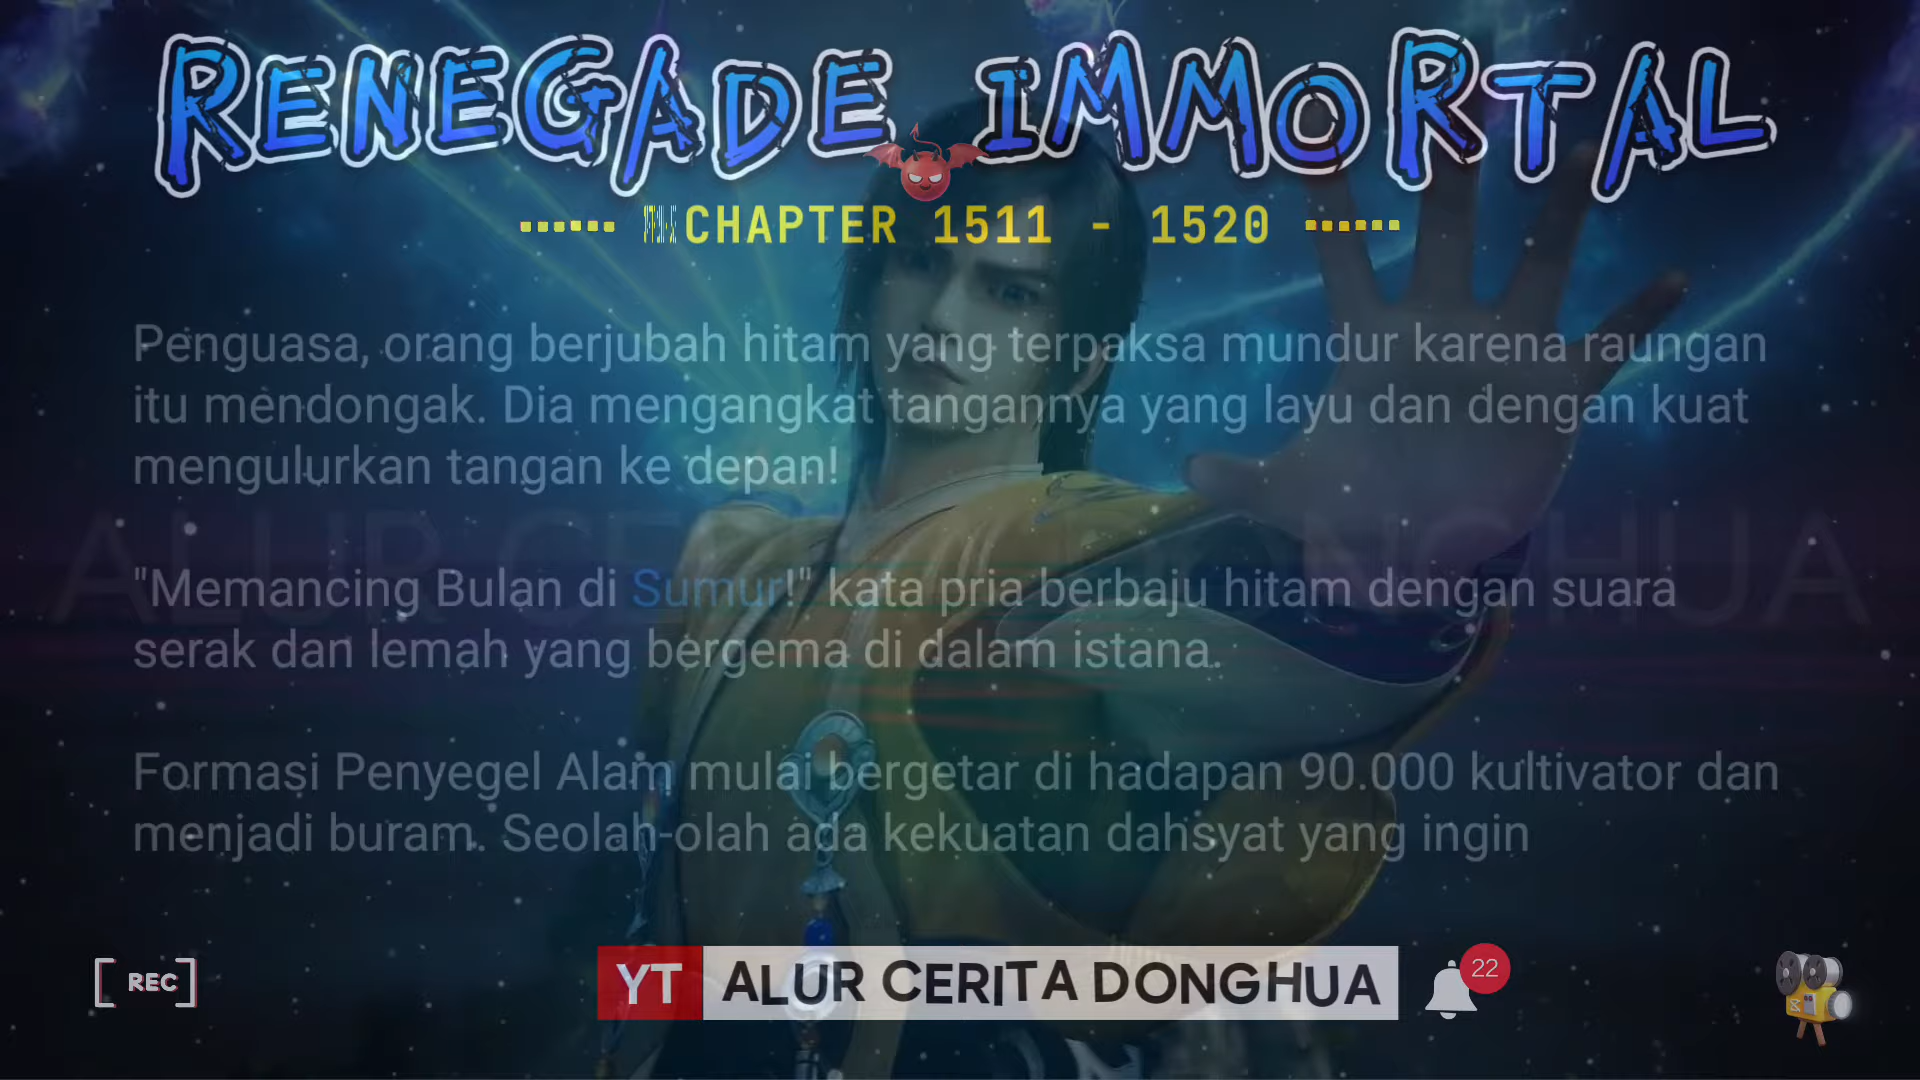 RENEGADE IMMORTAL
CHAPTER 1511 - 1520
Penguasa, orang berjubah hitam yang terpaksa mundur karena raungan
itu mendongak. Dia mengangkat tangannya yang layu dan dengan kuat
mengulurkan tangan ke depan!
"Memancing Bulan di Sumur!" kata pria berbaju hitam dengan suara
serak dan lemah yang bergema di dalam istana.
Formasi Penyegel Alam mulai bergetar di hadapan 90.000 kultivator dan
menjadi buram. Seolah-olah ada kekuatan dahsyat yang ingin
ALUR CERITA DONGHUA
[ REC ]
YT ALUR CERITA DONGHUA
22